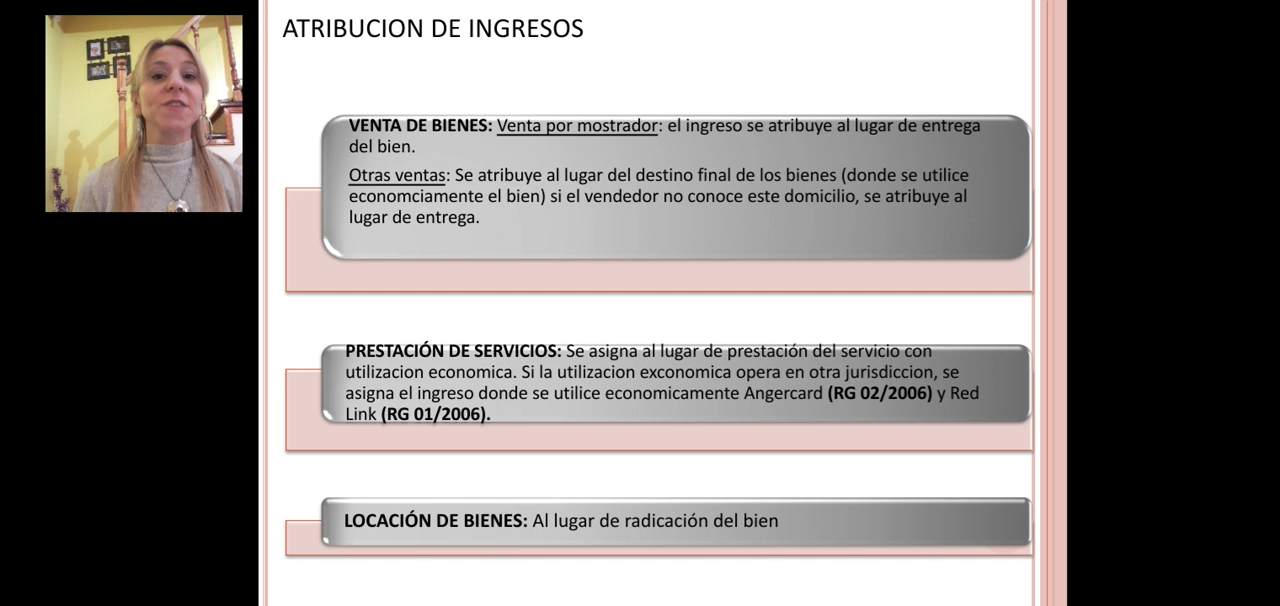 ATRIBUCION DE INGRESOS
VENTA DE BIENES: Venta por mostrador: el ingreso se atribuye al lugar de entrega
del bien.
Otras ventas: Se atribuye al lugar del destino final de los bienes (donde se utilice
economciamente el bien) si el vendedor no conoce este domicilio, se atribuye al
lugar de entrega.
PRESTACIÓN DE SERVICIOS: Se asigna al lugar de prestación del servicio con
utilizacion economica. Si la utilizacion exconomica opera en otra jurisdiccion, se
asigna el ingreso donde se utilice economicamente Angercard (RG 02/2006) y Red
Link (RG 01/2006).
LOCACIÓN DE BIENES: Al lugar de radicación del bien